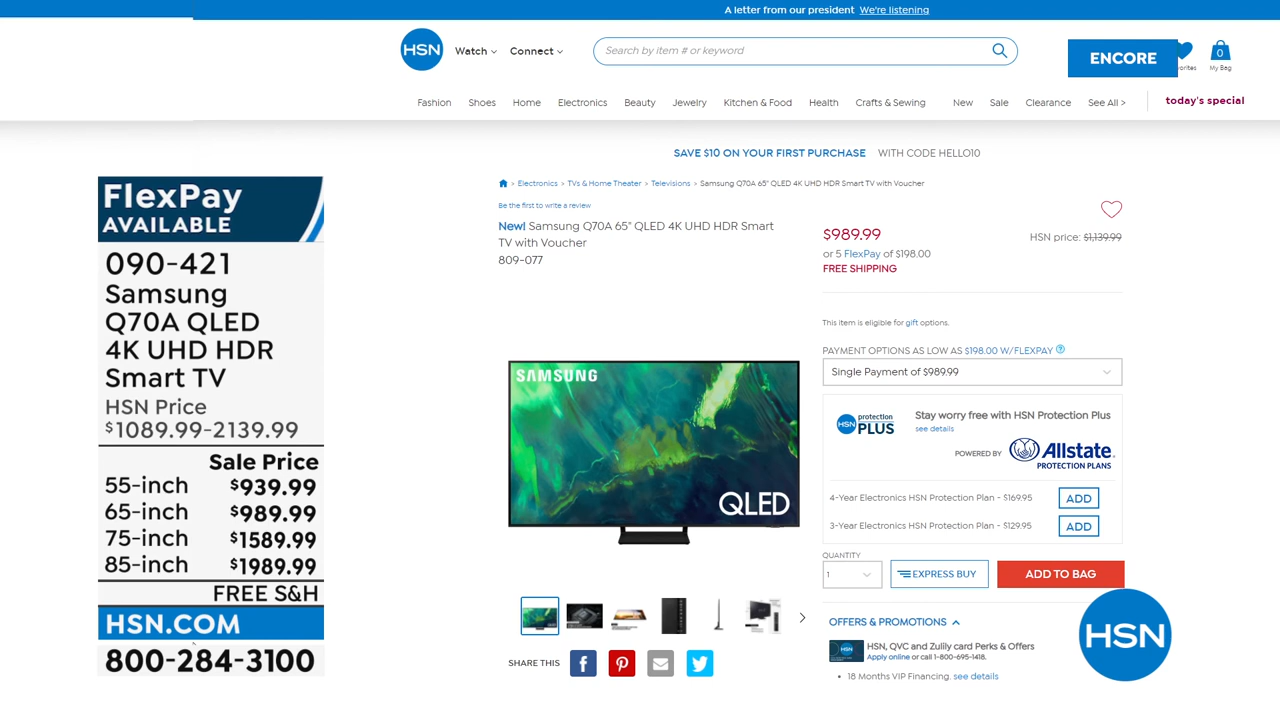 A letter from our president We're listening
HSN
Watch
Connect
Search by item # or keyword
ENCORE
0
My Bag
Fashion
Shoes
Home
Electronics
Beauty
Jewelry
Kitchen & Food
Health
Crafts & Sewing
New
Sale
Clearance
See All >
today's special
SAVE $10 ON YOUR FIRST PURCHASE WITH CODE HELLO10
FlexPay
AVAILABLE
090-421
Samsung
Q70A QLED
4K UHD HDR
Smart TV
HSN Price
$1089.99-2139.99
Sale Price
55-inch $939.99
65-inch $989.99
75-inch $1589.99
85-inch $1989.99
FREE S&H
HSN.COM
800-284-3100
> Electronics > TVs & Home Theater > Televisions > Samsung Q70A 65" QLED 4K UHD HDR Smart TV with Voucher
Be the first to write a review
New! Samsung Q70A 65" QLED 4K UHD HDR Smart
TV with Voucher
809-077
SAMSUNG
QLED
SHARE THIS
$989.99
HSN price: $1,139.99
or 5 FlexPay of $198.00
FREE SHIPPING
This item is eligible for gift options.
PAYMENT OPTIONS AS LOW AS $198.00 W/FLEXPAY ?
Single Payment of $989.99
HSN protection PLUS
Stay worry free with HSN Protection Plus
see details
POWERED BY Allstate.
PROTECTION PLANS
4-Year Electronics HSN Protection Plan - $169.95 ADD
3-Year Electronics HSN Protection Plan - $129.95 ADD
QUANTITY
1
EXPRESS BUY
ADD TO BAG
OFFERS & PROMOTIONS
HSN, QVC and Zulily card Perks & Offers
Apply online or call 1-800-695-1418.
• 18 Months VIP Financing. see details
HSN